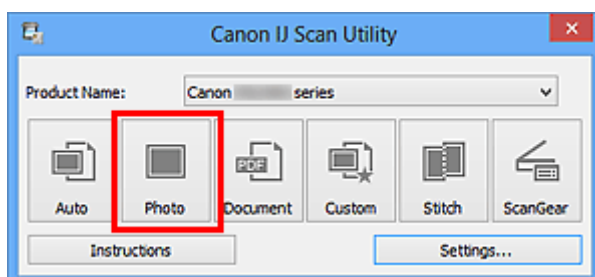 Canon IJ Scan Utility
Product Name: Canon series
PDF
Auto Photo Document Custom Stitch ScanGear
Instructions Settings...